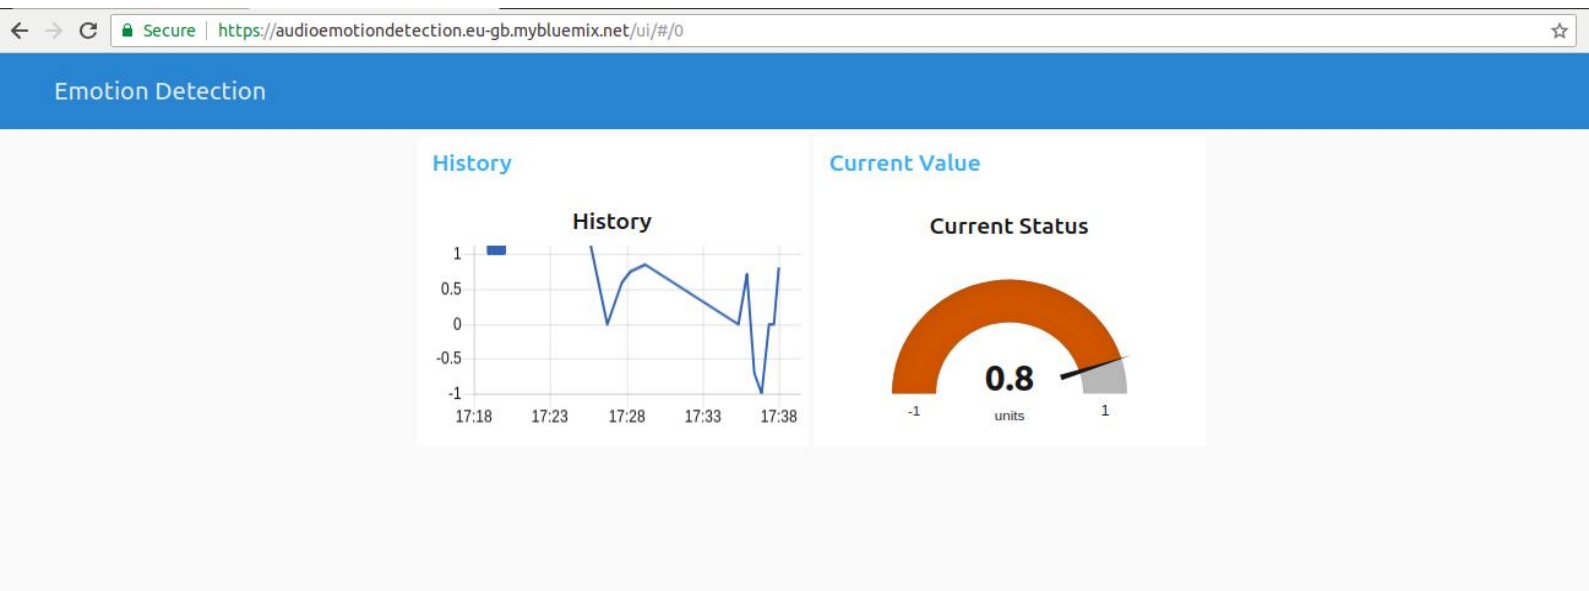 Secure https://audioemotiondetection.eu-gb.mybluemix.net/ui/#/0
Emotion Detection
History
History
1
0.5
0
-0.5
-1
17:18 17:23 17:28 17:33 17:38
Current Value
Current Status
0.8
-1 units 1